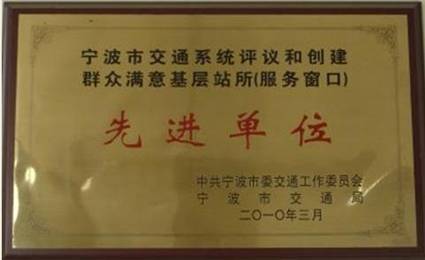 宁波市交通系统评议和创建
群众满意基层站所(服务窗口)
先进单位
中共宁波市委交通工作委员会
宁波市交通局
二〇一〇年三月